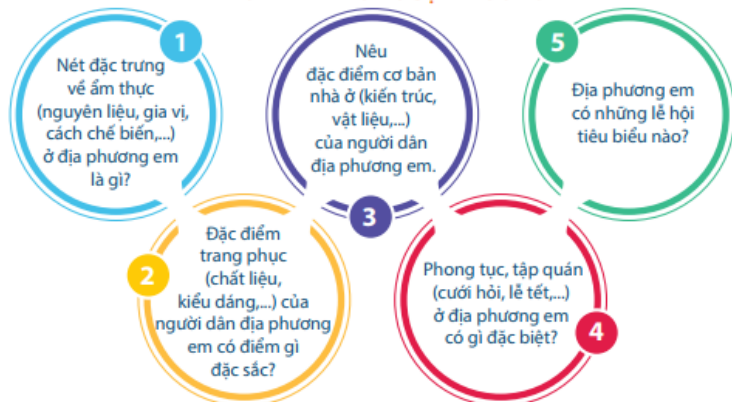 1
Nét đặc trưng
về ẩm thực
(nguyên liệu, gia vị,
cách chế biến,...)
ở địa phương em
là gì?
2
Đặc điểm
trang phục
(chất liệu,
kiểu dáng,...) của
người dân địa phương
em có điểm gì
đặc sắc?
Nêu
đặc điểm cơ bản
nhà ở (kiến trúc,
vật liệu,...)
của người dân
địa phương em.
3
Phong tục, tập quán
(cưới hỏi, lễ tết,...)
ở địa phương em
có gì đặc biệt?
4
5
Địa phương em
có những lễ hội
tiêu biểu nào?